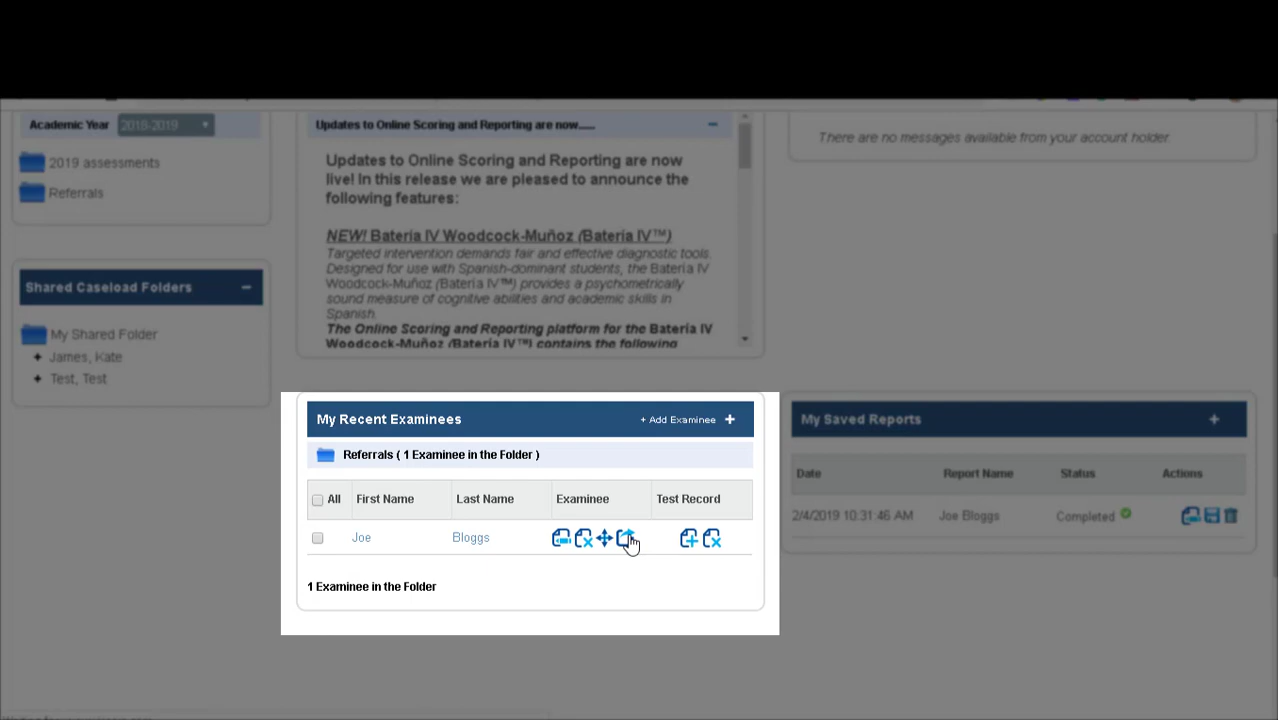 Academic Year 2018-2019
2019 assessments
Referrals
Shared Caseload Folders
My Shared Folder
James, Kate
Test, Test
Updates to Online Scoring and Reporting are now.....
Updates to Online Scoring and Reporting are now
live! In this release we are pleased to announce the
following features:
NEW! Batería IV Woodcock-Muñoz (Batería IV™)
Targeted intervention demands fair and effective diagnostic tools.
Designed for use with Spanish-dominant students, the Batería IV
Woodcock-Muñoz (Batería IV™) provides a psychometrically
sound measure of cognitive abilities and academic skills in
Spanish.
The Online Scoring and Reporting platform for the Batería IV
Woodcock-Muñoz (Batería IV™) contains the following
There are no messages available from your account holder.
My Recent Examinees + Add Examinee
Referrals ( 1 Examinee in the Folder )
All First Name Last Name Examinee Test Record
Joe Bloggs
1 Examinee in the Folder
My Saved Reports
Date Report Name Status Actions
2/4/2019 10:31:46 AM Joe Bloggs Completed